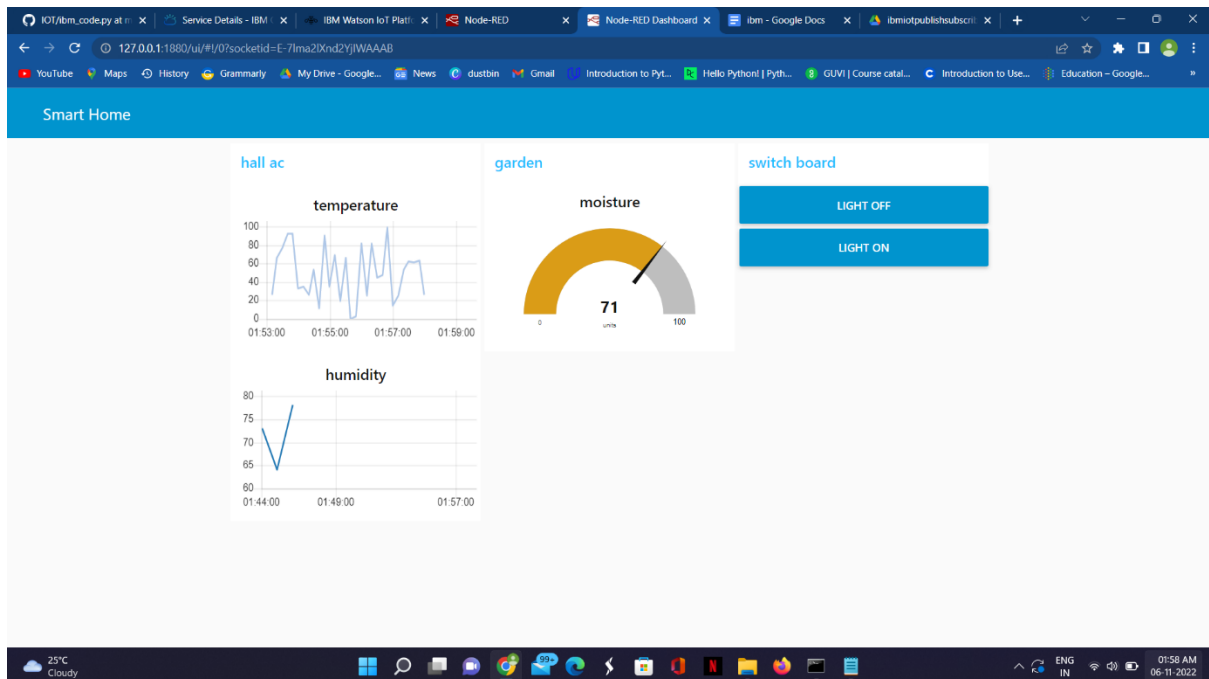 IOT/ibm_code.py at m
Service Details - IBM C
IBM Watson IoT Platfo
Node-RED
Node-RED Dashboard
ibm - Google Docs
ibmiotpublishsubscrib
127.0.0.1:1880/ui/#!/0?socketid=E-7lma2lXnd2YjIWAAAB
YouTube
Maps
History
Grammarly
My Drive - Google...
News
dustbin
Gmail
Introduction to Pyt...
Hello Python! | Pyth...
GUVI | Course catal...
Introduction to Use...
Education – Google...
»
Smart Home
hall ac
temperature
100
80
60
40
20
0
01:53:00 01:55:00 01:57:00 01:59:00
humidity
80
75
70
65
60
01:44:00 01:49:00 01:57:00
garden
moisture
71
units
0 100
switch board
LIGHT OFF
LIGHT ON
25°C
Cloudy
99+
ENG
IN
01:58 AM
06-11-2022